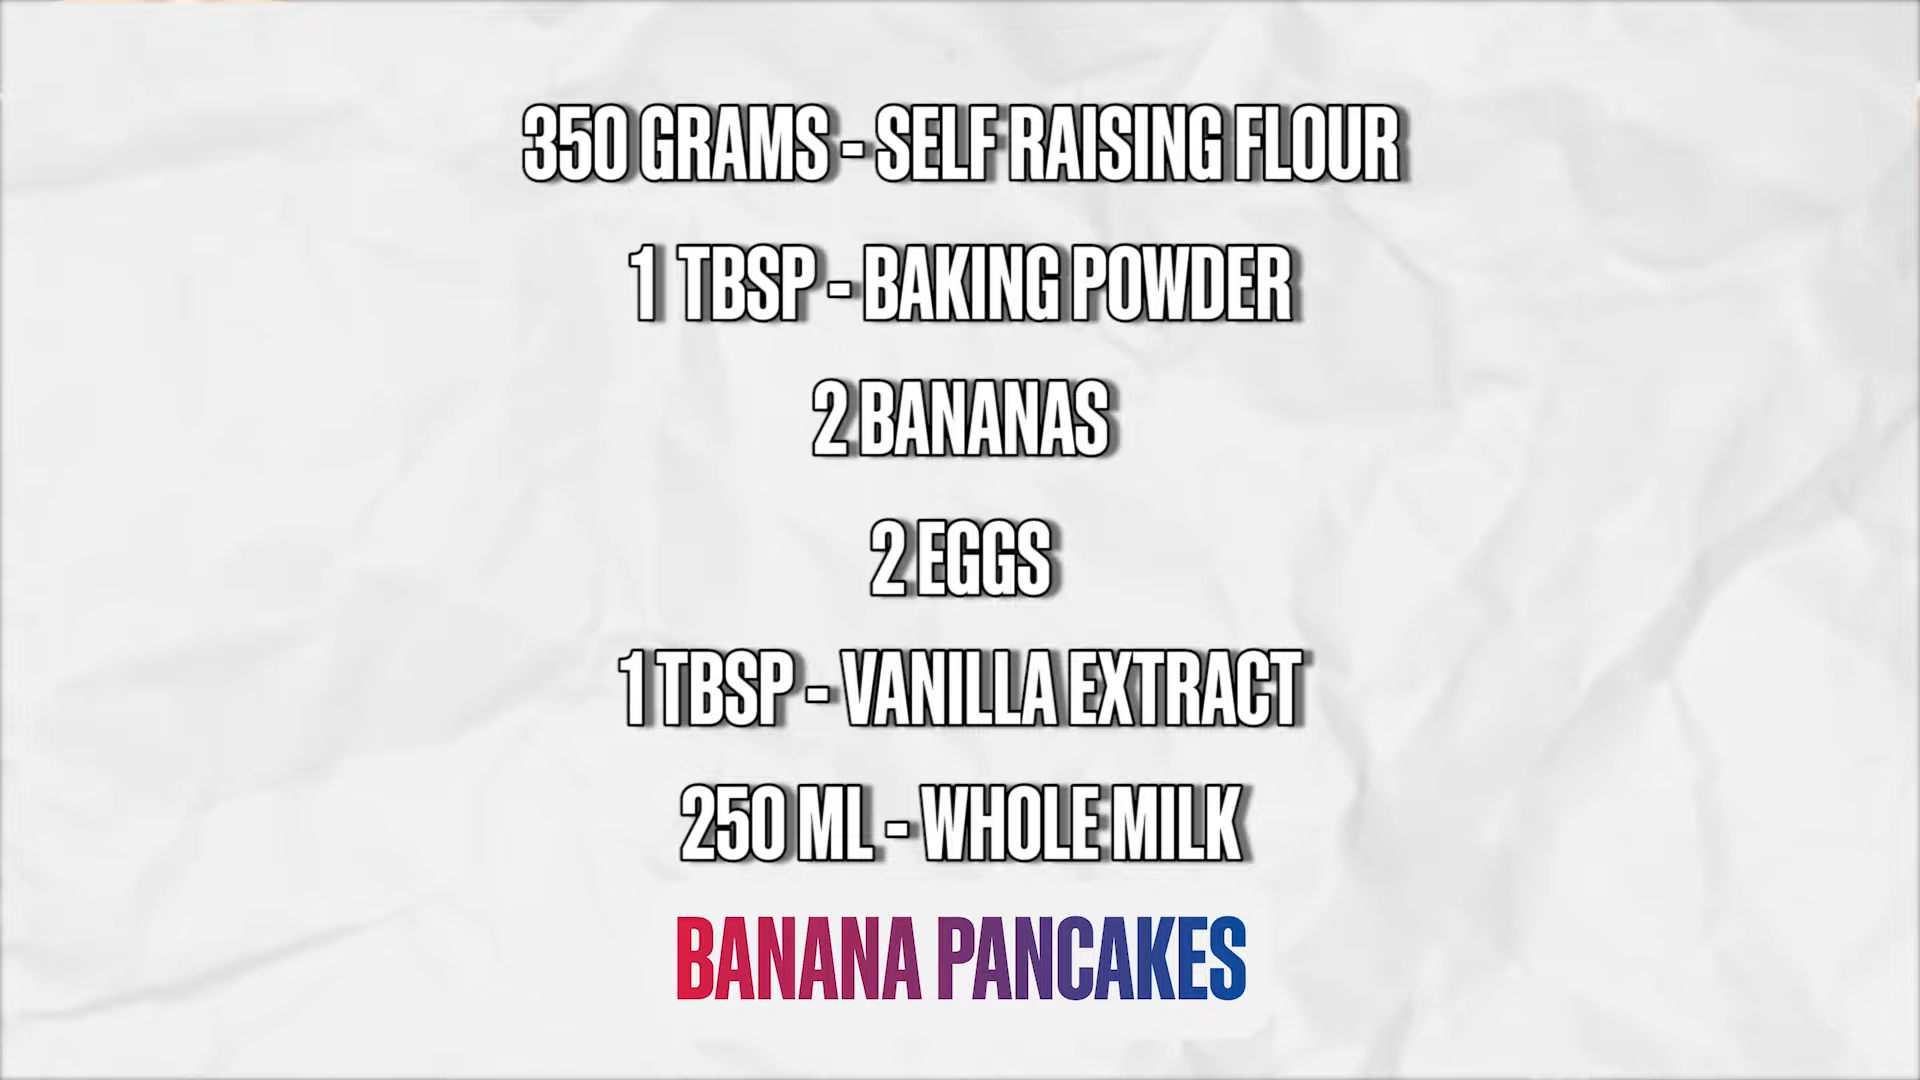 350 GRAMS - SELF RAISING FLOUR
1 TBSP - BAKING POWDER
2 BANANAS
2 EGGS
1 TBSP - VANILLA EXTRACT
250 ML - WHOLE MILK
BANANA PANCAKES